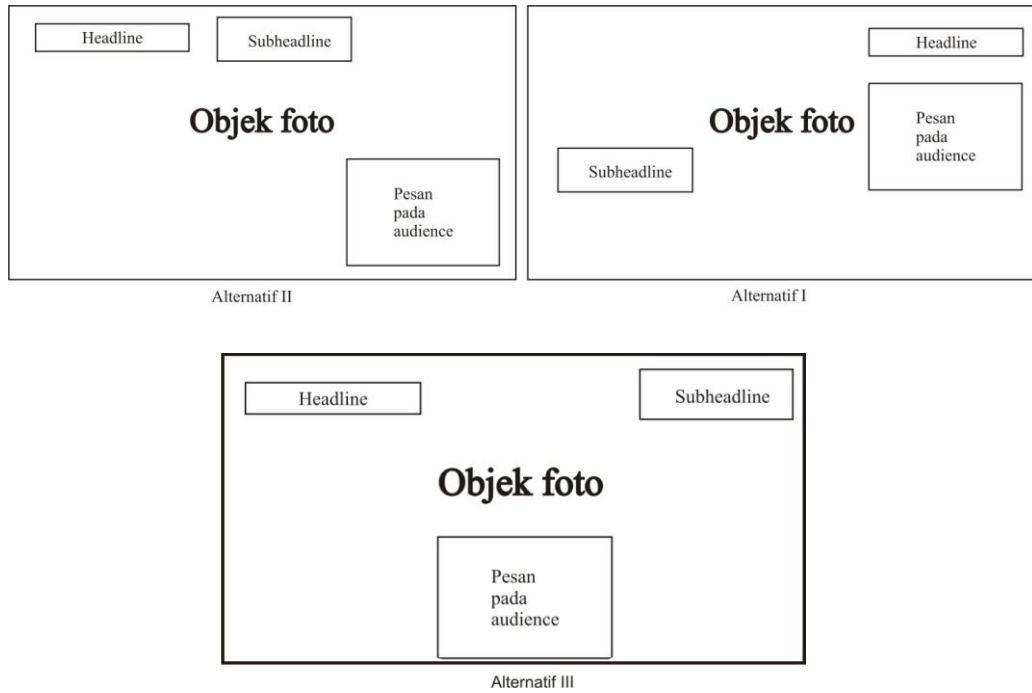 Headline
Subheadline
Objek foto
Pesan
pada
audience
Alternatif II
Headline
Objek foto
Pesan
pada
audience
Subheadline
Alternatif I
Headline
Subheadline
Objek foto
Pesan
pada
audience
Alternatif III